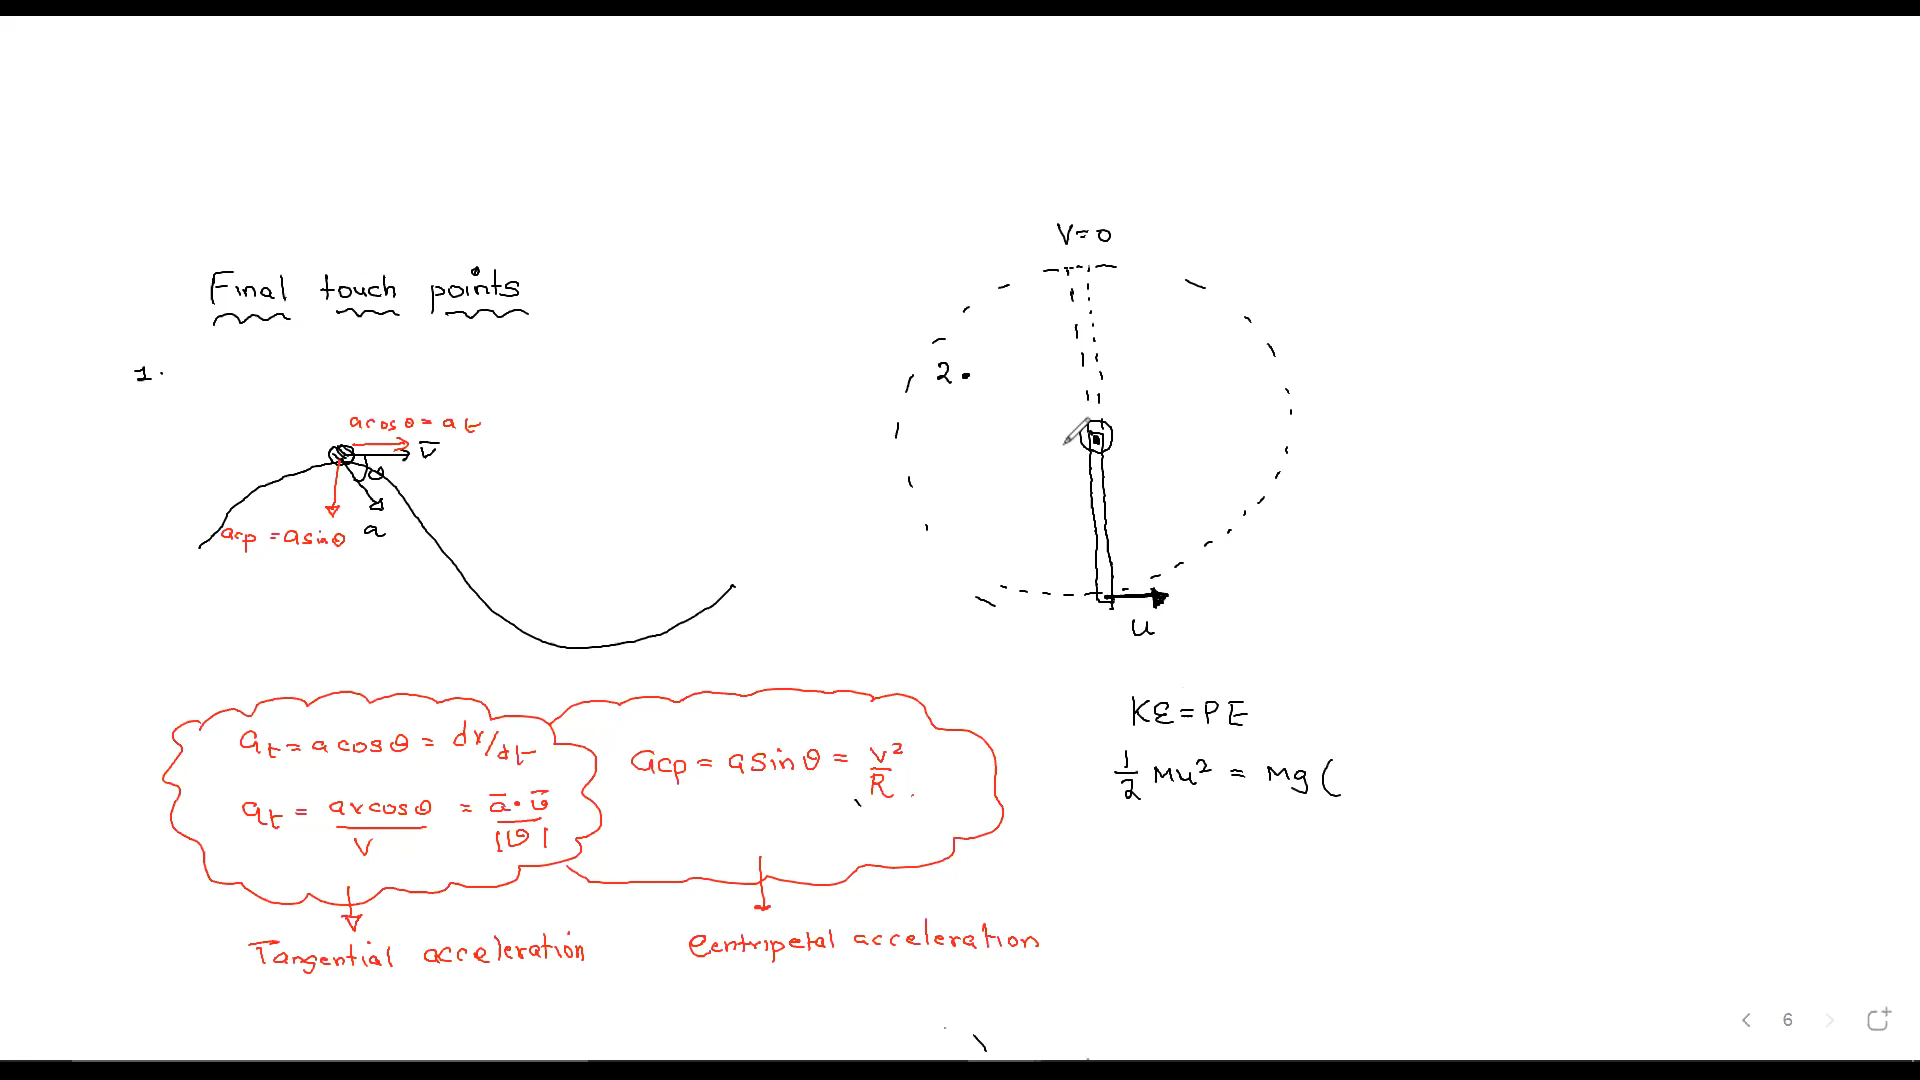 Final touch points
1.
a cos θ = at
v̅
θ
acp = a sin θ
a
at = a cos θ = dv/dt
at = av cos θ / V = a̅ · v̅ / |v̅|
Tangential acceleration
acp = a sin θ = v²/R
Centripetal acceleration
2.
V=0
u
KE = PE
1/2 Mu² = Mg (
6